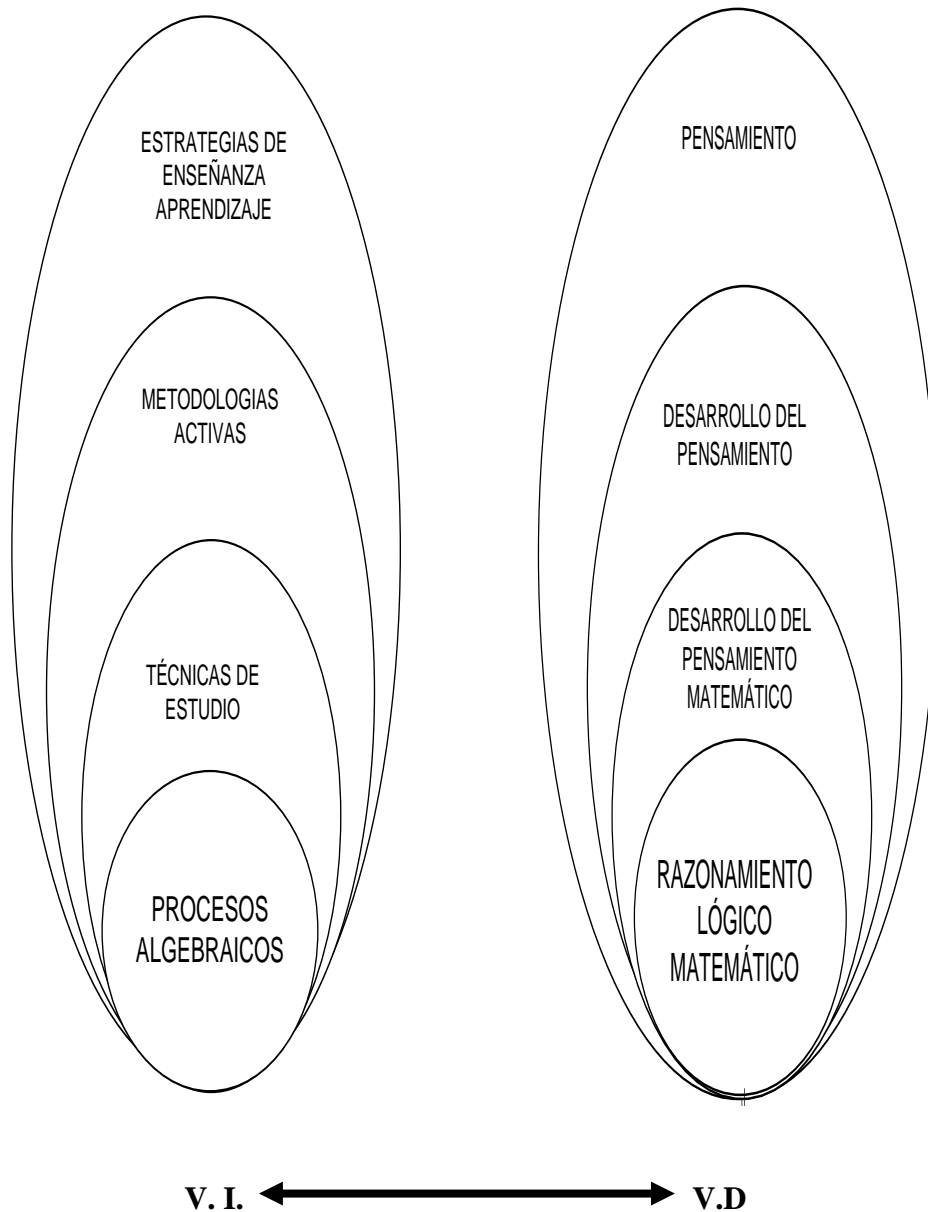 ESTRATEGIAS DE
ENSEÑANZA
APRENDIZAJE
METODOLOGIAS
ACTIVAS
TÉCNICAS DE
ESTUDIO
PROCESOS
ALGEBRAICOS
PENSAMIENTO
DESARROLLO DEL
PENSAMIENTO
DESARROLLO DEL
PENSAMIENTO
MATEMÁTICO
RAZONAMIENTO
LÓGICO
MATEMÁTICO
V. I.
V.D